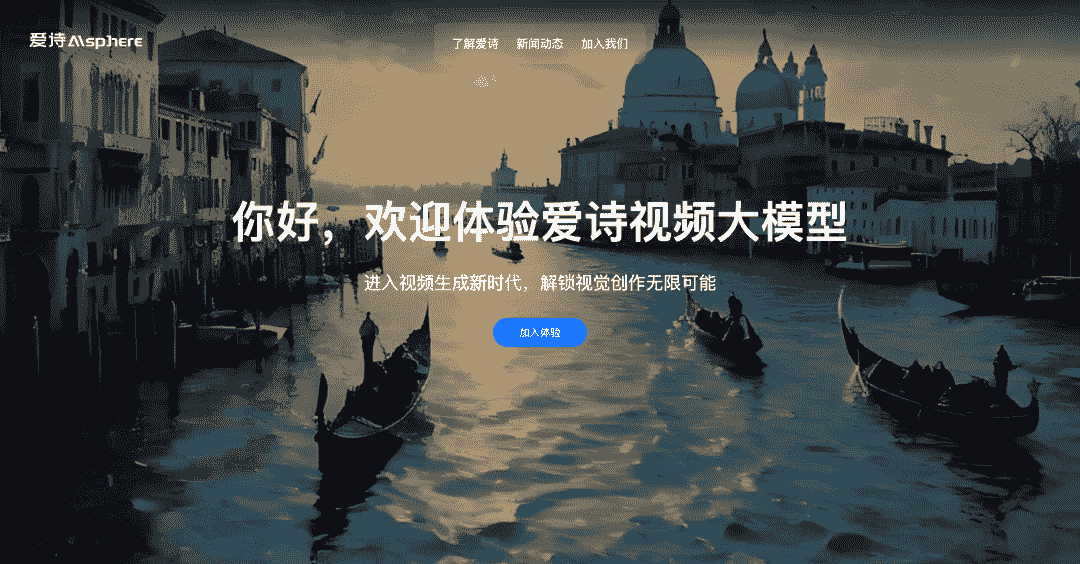 爱诗 AIsphere
了解爱诗 新闻动态 加入我们
你好，欢迎体验爱诗视频大模型
进入视频生成新时代，解锁视觉创作无限可能
加入体验